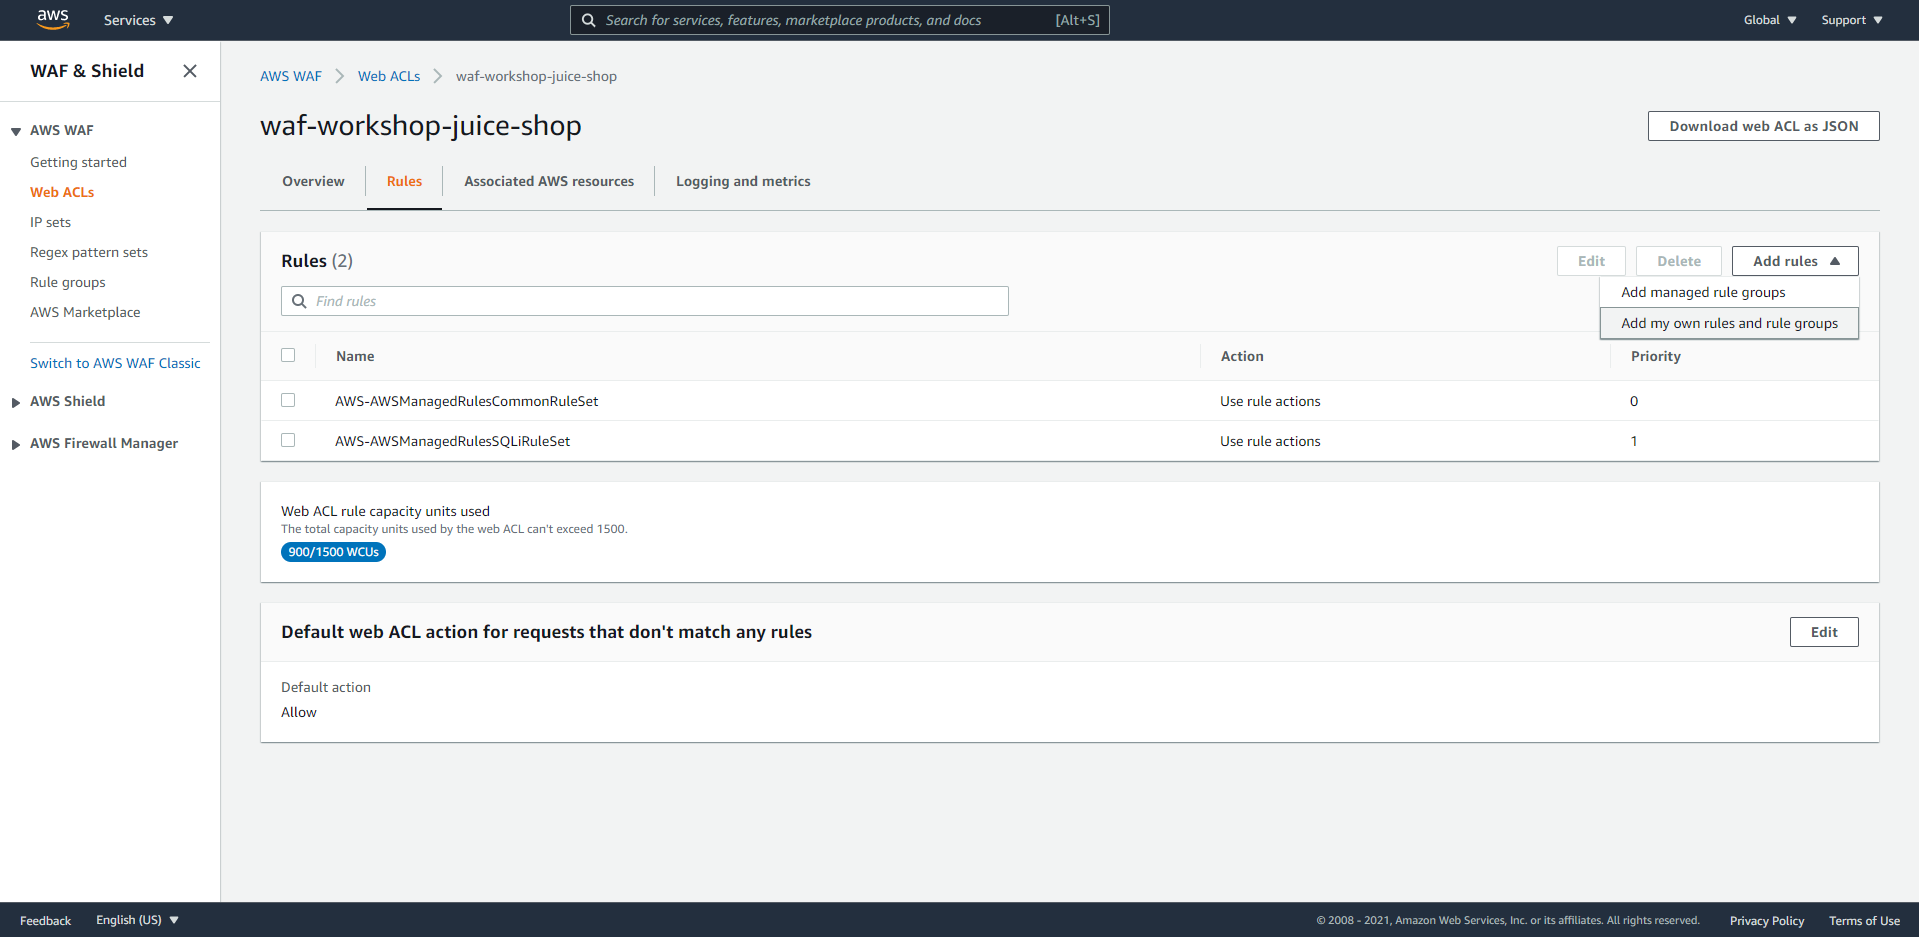 aws
Services
Search for services, features, marketplace products, and docs [Alt+S]
Global
Support
WAF & Shield
AWS WAF
Getting started
Web ACLs
IP sets
Regex pattern sets
Rule groups
AWS Marketplace
Switch to AWS WAF Classic
AWS Shield
AWS Firewall Manager
AWS WAF Web ACLs waf-workshop-juice-shop
waf-workshop-juice-shop
Download web ACL as JSON
Overview Rules Associated AWS resources Logging and metrics
Rules (2)
Edit Delete Add rules
Add managed rule groups
Add my own rules and rule groups
Find rules
Name Action Priority
AWS-AWSManagedRulesCommonRuleSet Use rule actions 0
AWS-AWSManagedRulesSQLiRuleSet Use rule actions 1
Web ACL rule capacity units used
The total capacity units used by the web ACL can't exceed 1500.
900/1500 WCUs
Default web ACL action for requests that don't match any rules
Edit
Default action
Allow
Feedback English (US) © 2008 - 2021, Amazon Web Services, Inc. or its affiliates. All rights reserved. Privacy Policy Terms of Use